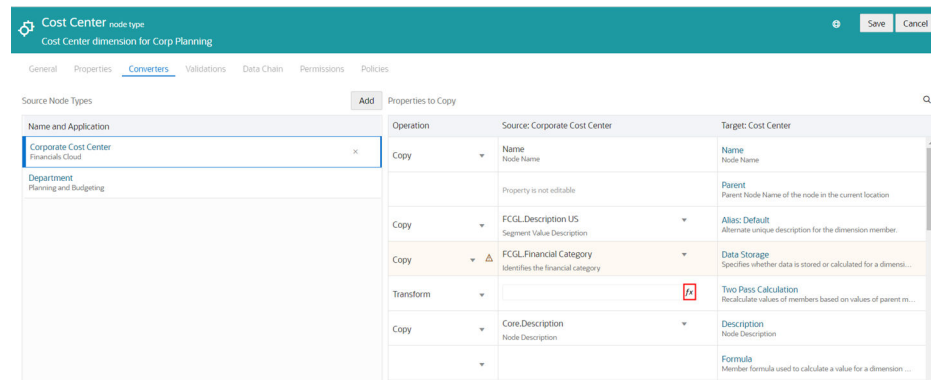 Cost Center node type
Cost Center dimension for Corp Planning
Save
Cancel
General Properties Converters Validations Data Chain Permissions Policies
Source Node Types
Add
Properties to Copy
Name and Application
Corporate Cost Center
Financials Cloud
×
Department
Planning and Budgeting
Operation Source: Corporate Cost Center Target: Cost Center
Copy
Name
Node Name
Name
Node Name
Property is not editable
Parent
Parent Node Name of the node in the current location
Copy
FCGL.Description US
Segment Value Description
Alias: Default
Alternate unique description for the dimension member.
Copy
FCGL.Financial Category
Identifies the financial category
Data Storage
Specifies whether data is stored or calculated for a dimensi...
Transform
fx
Two Pass Calculation
Recalculate values of members based on values of parent m...
Copy
Core.Description
Node Description
Description
Node Description
Formula
Member formula used to calculate a value for a dimension ...